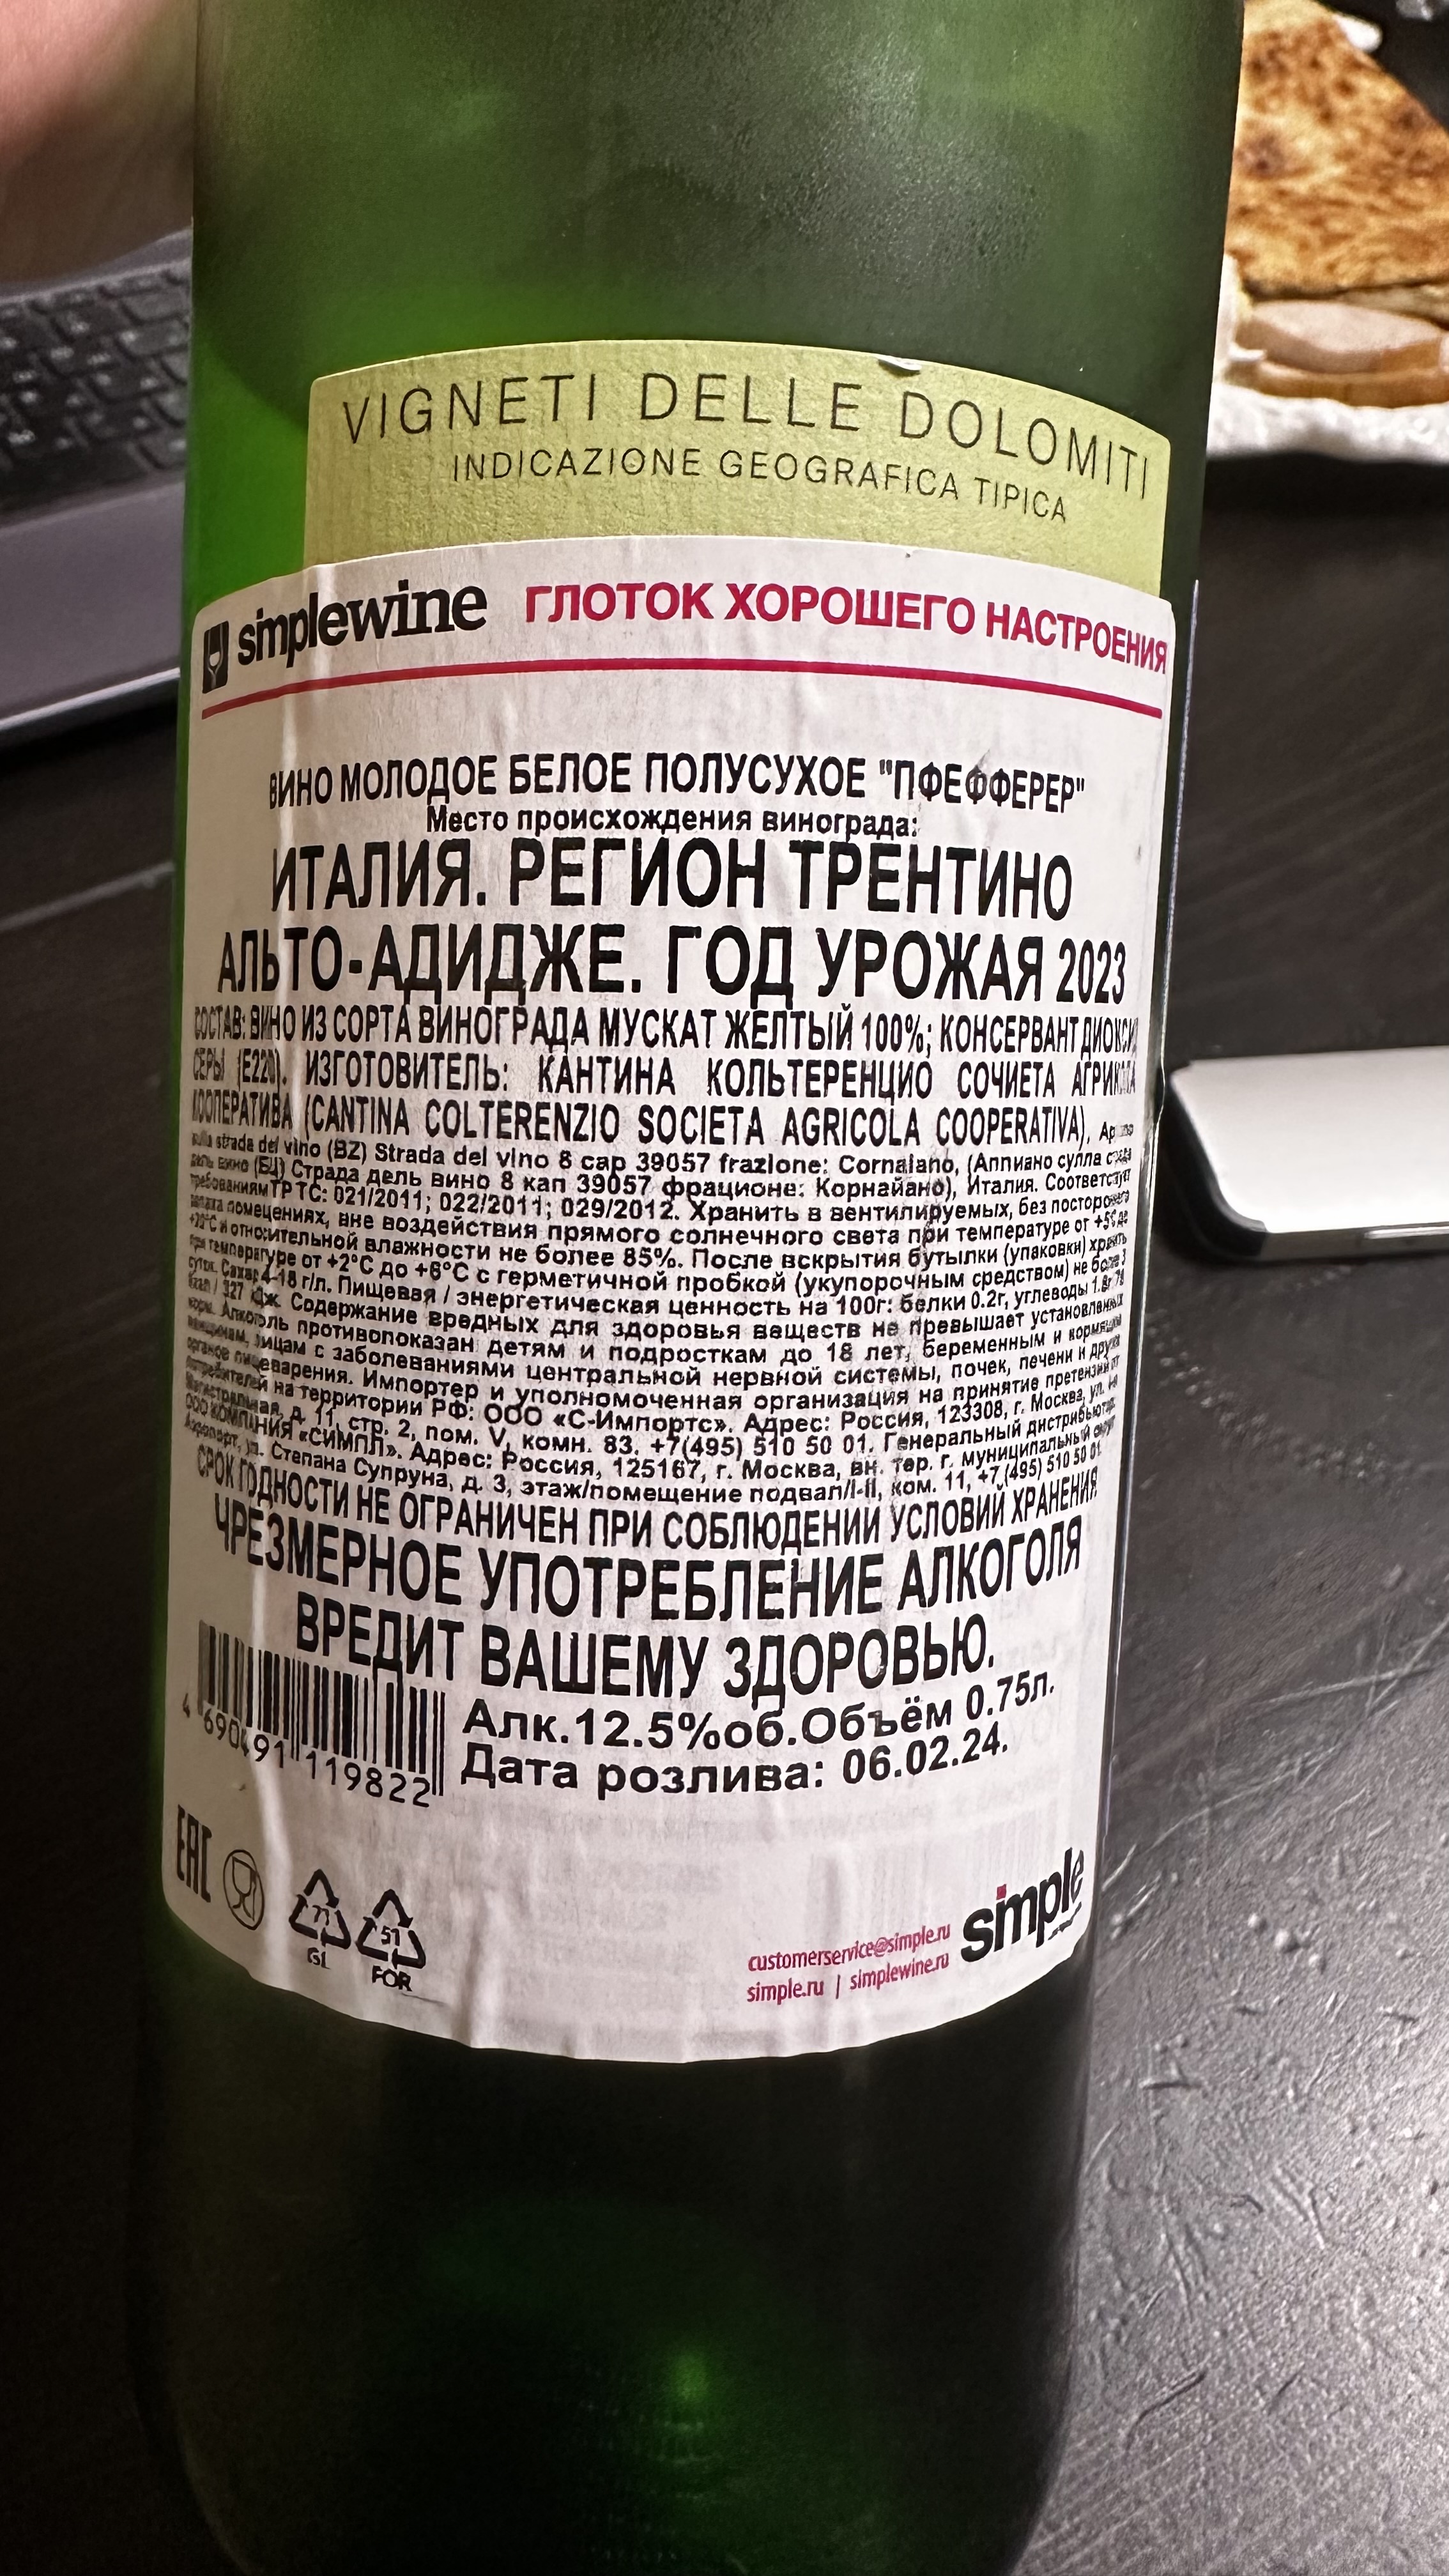 VIGNETI DELLE DOLOMITI
INDICAZIONE GEOGRAFICA TIPICA
simplewine ГЛОТОК ХОРОШЕГО НАСТРОЕНИЯ
ВИНО МОЛОДОЕ БЕЛОЕ ПОЛУСУХОЕ "ПФЕФФЕРЕР"
Место происхождения винограда:
ИТАЛИЯ. РЕГИОН ТРЕНТИНО
АЛЬТО-АДИДЖЕ. ГОД УРОЖАЯ 2023
СОСТАВ: ВИНО ИЗ СОРТА ВИНОГРАДА МУСКАТ ЖЕЛТЫЙ 100%; КОНСЕРВАНТ ДИОКСИД
СЕРЫ (Е220). ИЗГОТОВИТЕЛЬ: КАНТИНА КОЛЬТЕРЕНЦИО СОЧИЕТА АГРИКОЛА
КООПЕРАТИВА (CANTINA COLTERENZIO SOCIETA AGRICOLA COOPERATIVA),
sulla strada del vino (BZ) Strada del vino 8 cap 39057 frazione: Cornaiano, (Аппиано сулла страда
дель вино (БЦ) Страда дель вино 8 кап 39057 фрационе: Корнайано), Италия. Соответствует
требованиям ТР ТС: 021/2011; 022/2011; 029/2012. Хранить в вентилируемых, без постороннего
запаха помещениях, вне воздействия прямого солнечного света при температуре от +5°С до
+20°С и относительной влажности не более 85%. После вскрытия бутылки (упаковки) хранить
при температуре от +2°С до +6°С с герметичной пробкой (укупорочным средством) не более 3
суток. Сахар 4-18 г/л. Пищевая / энергетическая ценность на 100г: белки 0.2г, углеводы 1.8г, 78
Ккал / 327 кДж. Содержание вредных для здоровья веществ не превышает установленных
норм. Алкоголь противопоказан детям и подросткам до 18 лет, беременным и кормящим
женщинам, лицам с заболеваниями центральной нервной системы, почек, печени и других
органов пищеварения. Импортер и уполномоченная организация на принятие претензий от
потребителей на территории РФ: ООО «С-Импортс». Адрес: Россия, 123308, г. Москва, ул.
Магистральная, д. 11, стр. 2, пом. V, комн. 83, +7(495) 510 50 01. Генеральный дистрибьютор:
ООО КОМПАНИЯ «СИМПЛ». Адрес: Россия, 125167, г. Москва, вн. тер. г. муниципальный округ
Аэропорт, ул. Степана Супруна, д. 3, этаж/помещение подвал/I-II, ком. 11, +7 (495) 510 50 01.
СРОК ГОДНОСТИ НЕ ОГРАНИЧЕН ПРИ СОБЛЮДЕНИИ УСЛОВИЙ ХРАНЕНИЯ
ЧРЕЗМЕРНОЕ УПОТРЕБЛЕНИЕ АЛКОГОЛЯ
ВРЕДИТ ВАШЕМУ ЗДОРОВЬЮ.
Алк.12.5%об.Объём 0.75л.
Дата розлива: 06.02.24.
4 690491 119822
EAC
71
GL
51
FOR
customerservice@simple.ru
simple.ru | simplewine.ru
simple